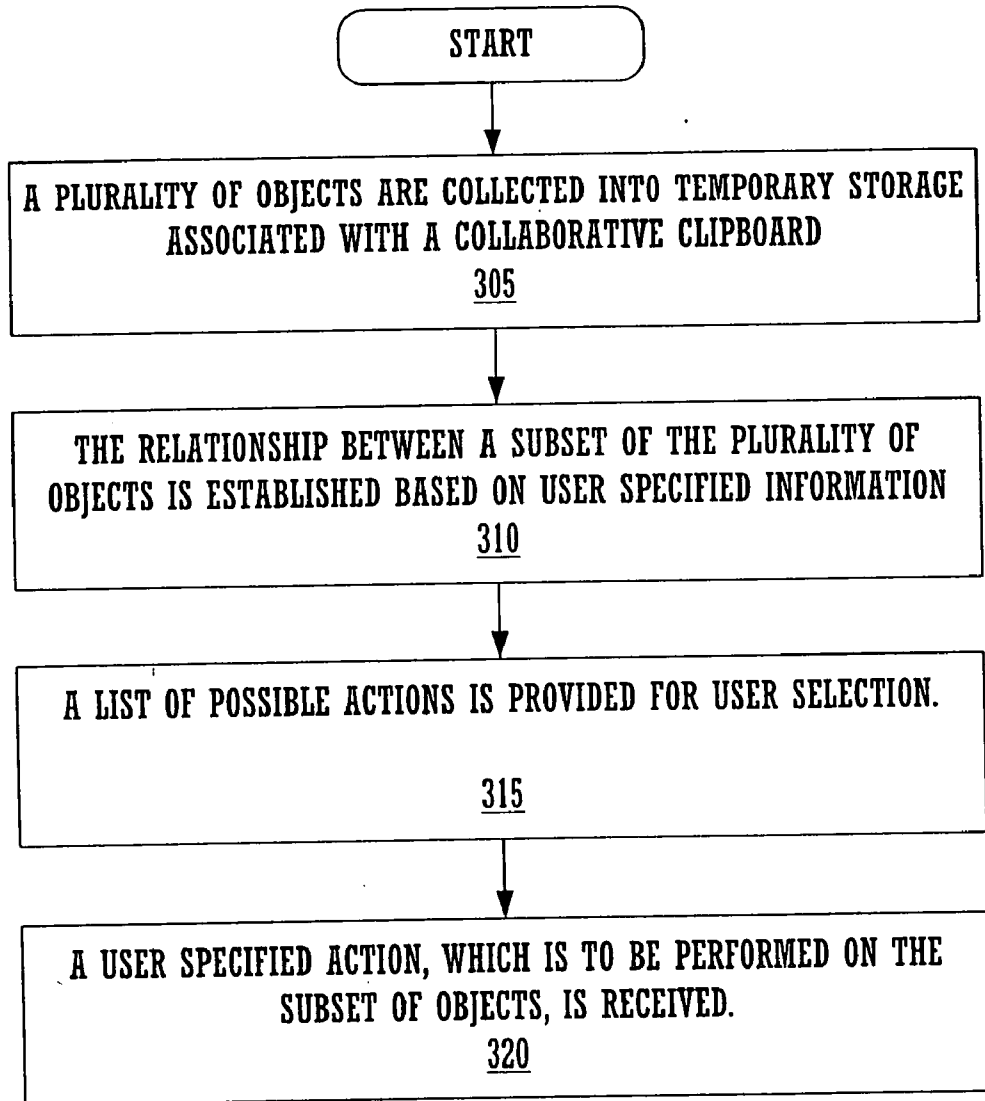 START
A PLURALITY OF OBJECTS ARE COLLECTED INTO TEMPORARY STORAGE
ASSOCIATED WITH A COLLABORATIVE CLIPBOARD
305
THE RELATIONSHIP BETWEEN A SUBSET OF THE PLURALITY OF
OBJECTS IS ESTABLISHED BASED ON USER SPECIFIED INFORMATION
310
A LIST OF POSSIBLE ACTIONS IS PROVIDED FOR USER SELECTION.
315
A USER SPECIFIED ACTION, WHICH IS TO BE PERFORMED ON THE
SUBSET OF OBJECTS, IS RECEIVED.
320